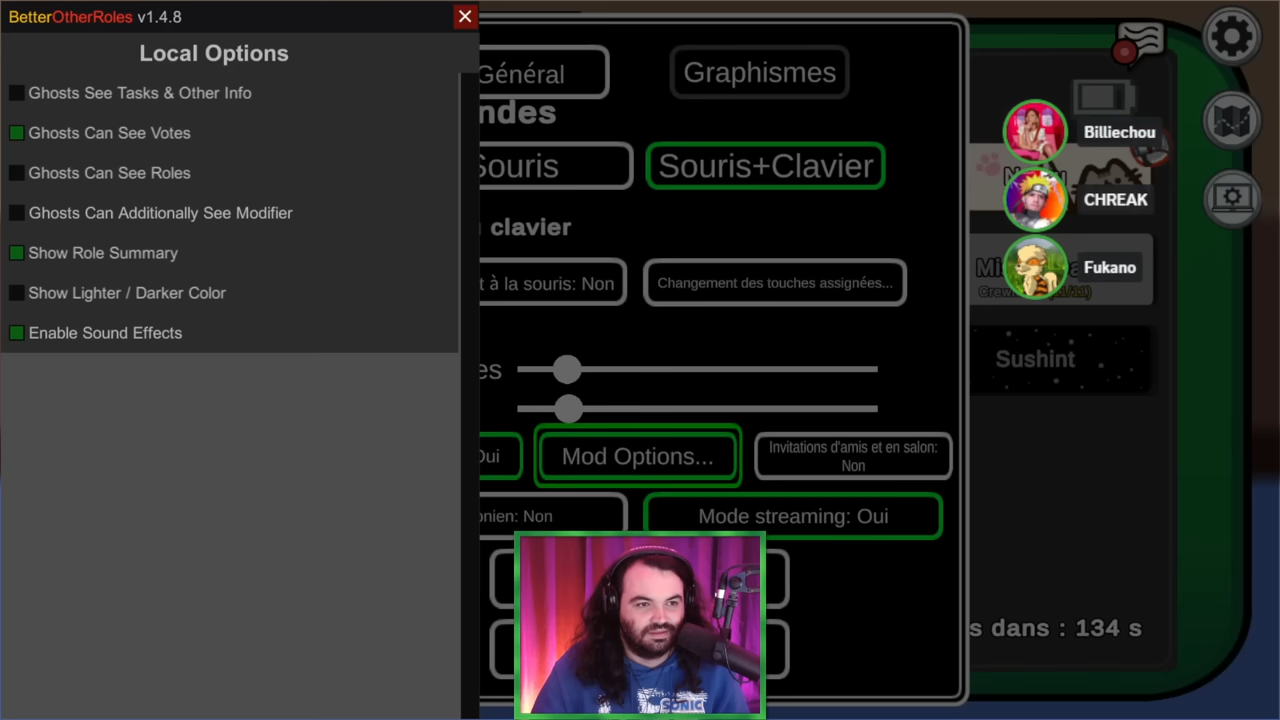 BetterOtherRoles v1.4.8
Local Options
Ghosts See Tasks & Other Info
Ghosts Can See Votes
Ghosts Can See Roles
Ghosts Can Additionally See Modifier
Show Role Summary
Show Lighter / Darker Color
Enable Sound Effects
Général
Graphismes
ndes
Souris
Souris+Clavier
clavier
t à la souris: Non
Changement des touches assignées...
es
Oui
Mod Options...
Invitations d'amis et en salon:
Non
onien: Non
Mode streaming: Oui
Billiechou
CHREAK
Fukano
Sushint
s dans : 134 s
SONIC